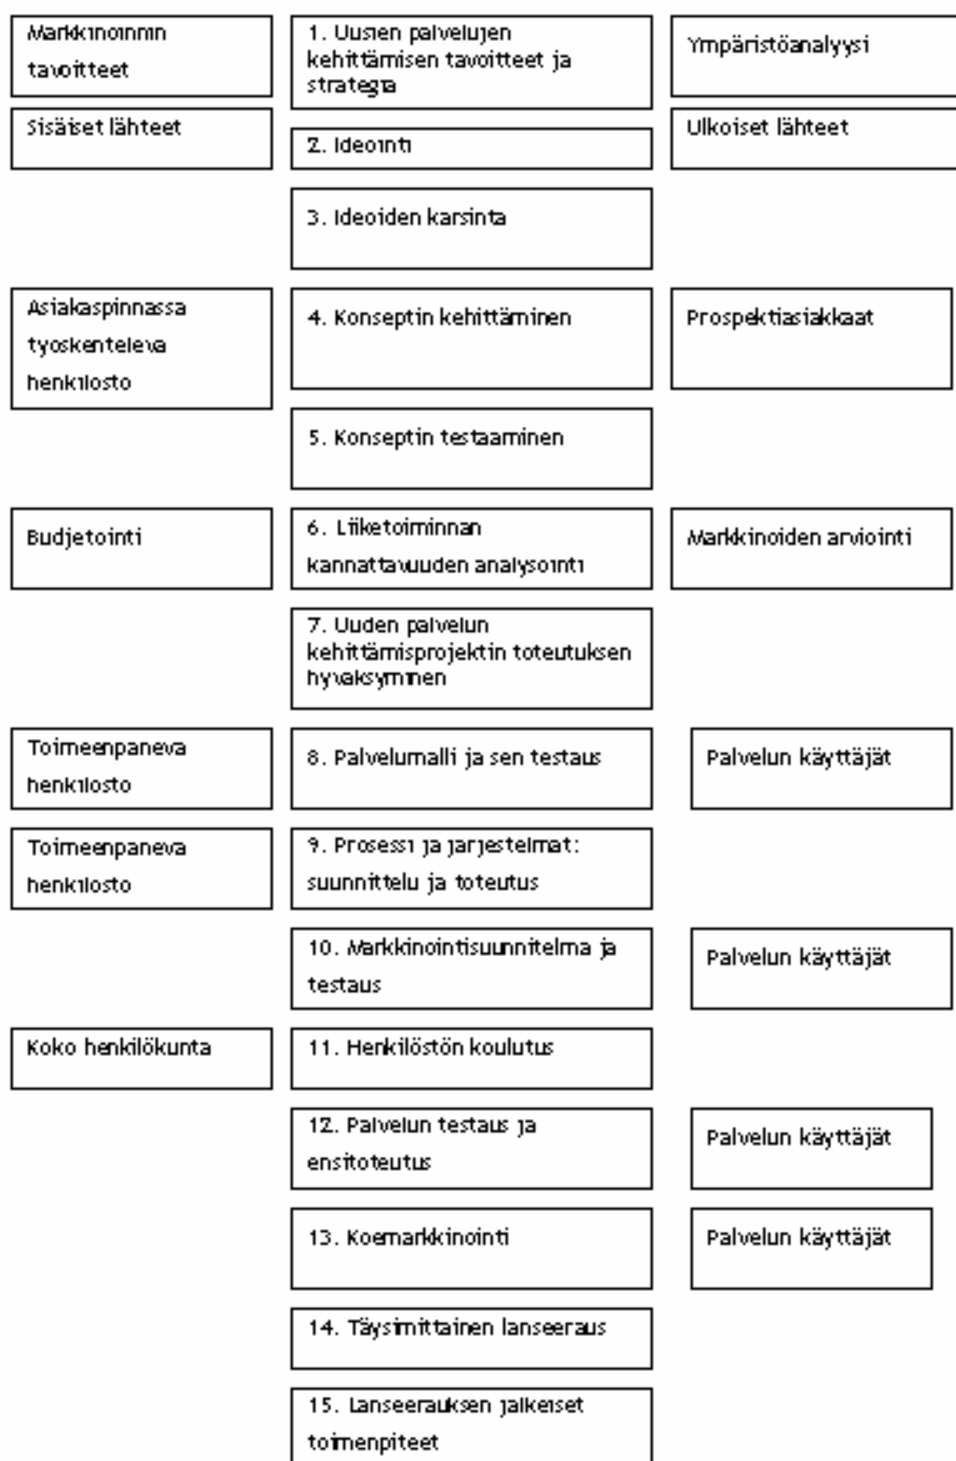 Markkinoinnin
tavoitteet
1. Uusien palvelujen
kehittämisen tavoitteet ja
strategia
Ympäristöanalyysi
Sisäiset lähteet
2. Ideointi
Ulkoiset lähteet
3. Ideoiden karsinta
Asiakaspinnassa
työskentelevä
henkilöstö
4. Konseptin kehittäminen
Prospektiasiakkaat
5. Konseptin testaaminen
Budjetointi
6. Liiketoiminnan
kannattavuuden analysointi
Markkinoiden arviointi
7. Uuden palvelun
kehittämisprojektin toteutuksen
hyväksyminen
Toimeenpaneva
henkilöstö
8. Palvelumalli ja sen testaus
Palvelun käyttäjät
Toimeenpaneva
henkilöstö
9. Prosessi ja järjestelmät:
suunnittelu ja toteutus
10. Markkinointisuunnitelma ja
testaus
Palvelun käyttäjät
Koko henkilökunta
11. Henkilöstön koulutus
12. Palvelun testaus ja
ensitoteutus
Palvelun käyttäjät
13. Koemarkkinointi
Palvelun käyttäjät
14. Täysimittainen lanseeraus
15. Lanseerauksen jälkeiset
toimenpiteet